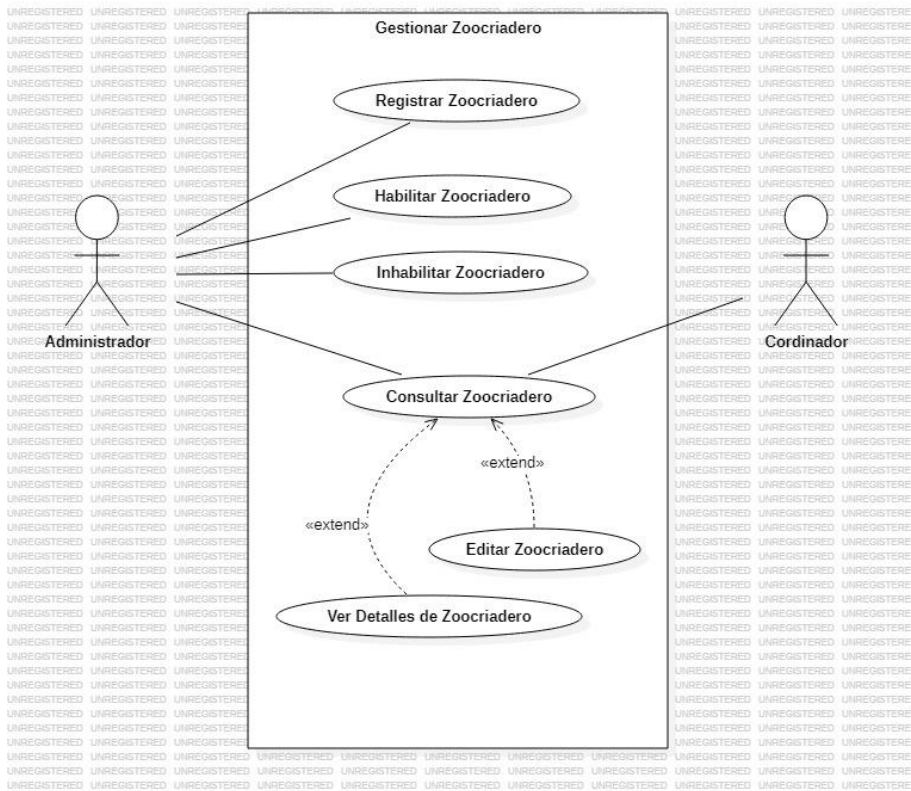 Gestionar Zoocriadero
Registrar Zoocriadero
Habilitar Zoocriadero
Inhabilitar Zoocriadero
Administrador
Cordinador
Consultar Zoocriadero
«extend»
«extend»
Editar Zoocriadero
Ver Detalles de Zoocriadero
UNREGISTERED